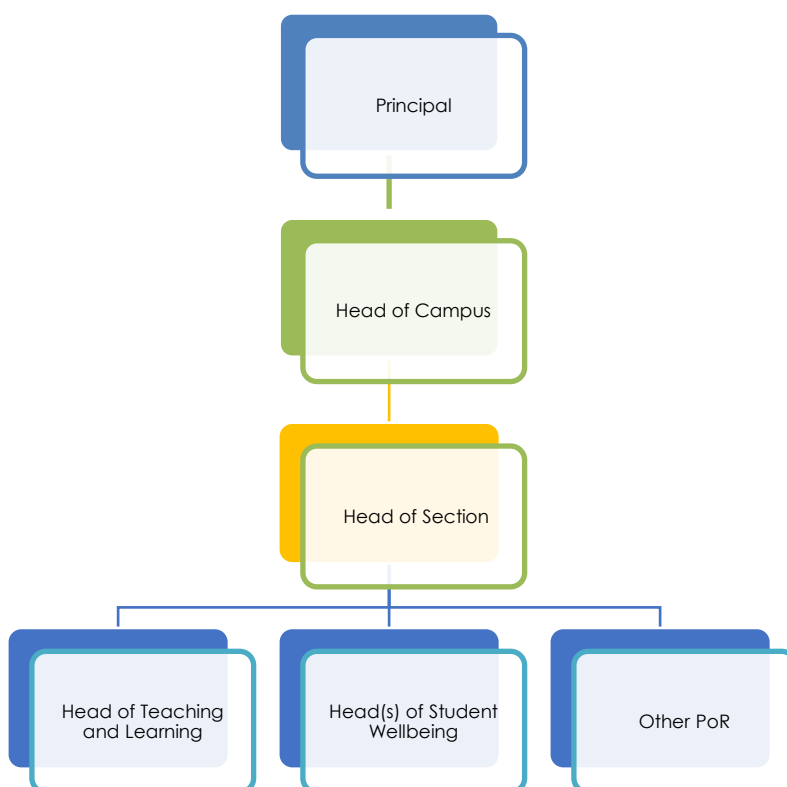 Principal
Head of Campus
Head of Section
Head of Teaching
and Learning
Head(s) of Student
Wellbeing
Other PoR